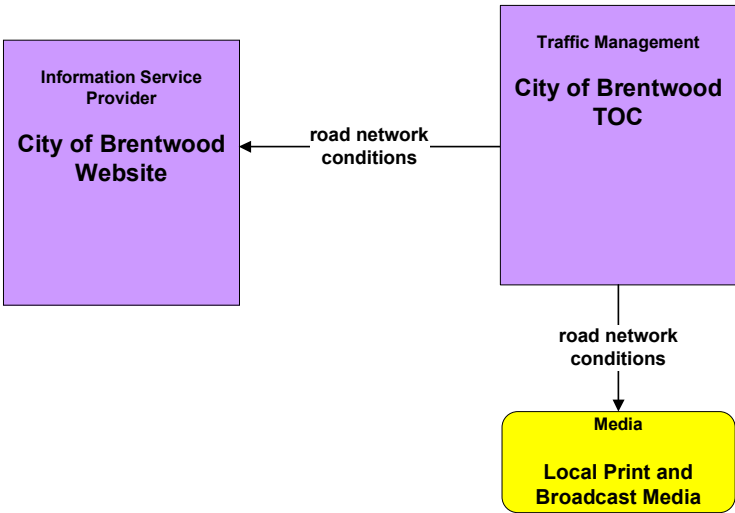 Information Service
Provider
City of Brentwood
Website
road network
conditions
Traffic Management
City of Brentwood
TOC
road network
conditions
Media
Local Print and
Broadcast Media